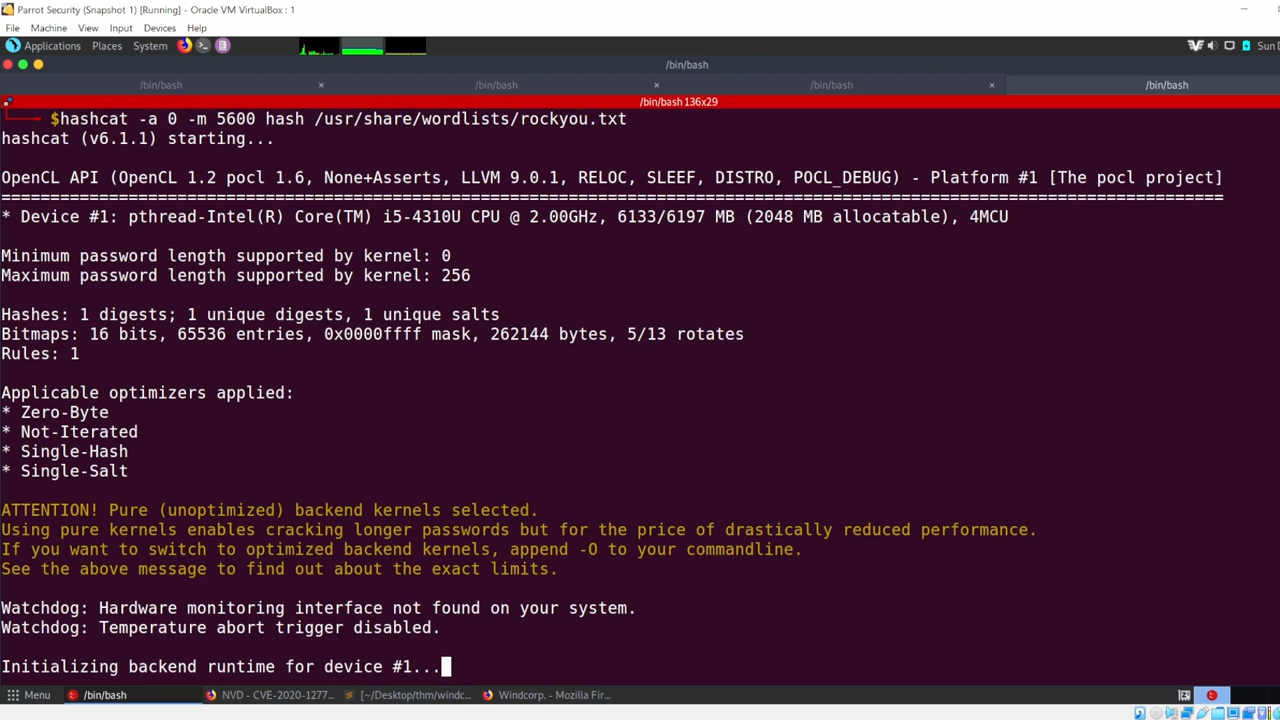 Parrot Security (Snapshot 1) [Running] - Oracle VM VirtualBox : 1
File Machine View Input Devices Help
Applications Places System Sun
/bin/bash
/bin/bash × /bin/bash × /bin/bash × /bin/bash
/bin/bash 136x29
$hashcat -a 0 -m 5600 hash /usr/share/wordlists/rockyou.txt
hashcat (v6.1.1) starting...
OpenCL API (OpenCL 1.2 pocl 1.6, None+Asserts, LLVM 9.0.1, RELOC, SLEEF, DISTRO, POCL_DEBUG) - Platform #1 [The pocl project]
=============================================================================================================================
* Device #1: pthread-Intel(R) Core(TM) i5-4310U CPU @ 2.00GHz, 6133/6197 MB (2048 MB allocatable), 4MCU
Minimum password length supported by kernel: 0
Maximum password length supported by kernel: 256
Hashes: 1 digests; 1 unique digests, 1 unique salts
Bitmaps: 16 bits, 65536 entries, 0x0000ffff mask, 262144 bytes, 5/13 rotates
Rules: 1
Applicable optimizers applied:
* Zero-Byte
* Not-Iterated
* Single-Hash
* Single-Salt
ATTENTION! Pure (unoptimized) backend kernels selected.
Using pure kernels enables cracking longer passwords but for the price of drastically reduced performance.
If you want to switch to optimized backend kernels, append -O to your commandline.
See the above message to find out about the exact limits.
Watchdog: Hardware monitoring interface not found on your system.
Watchdog: Temperature abort trigger disabled.
Initializing backend runtime for device #1...
Menu /bin/bash NVD - CVE-2020-1277... [~/Desktop/thm/windc... Windcorp. - Mozilla Fir...